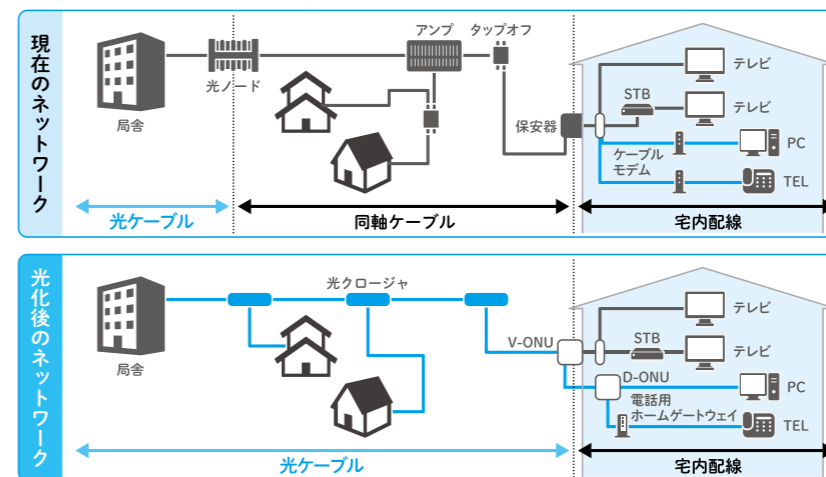 現在のネットワーク
局舎
光ノード
アンプ
タップオフ
保安器
テレビ
STB
テレビ
ケーブル
モデム
PC
TEL
光ケーブル
同軸ケーブル
宅内配線
光化後のネットワーク
局舎
光クロージャ
V-ONU
テレビ
STB
テレビ
D-ONU
PC
電話用
ホームゲートウェイ
TEL
光ケーブル
宅内配線